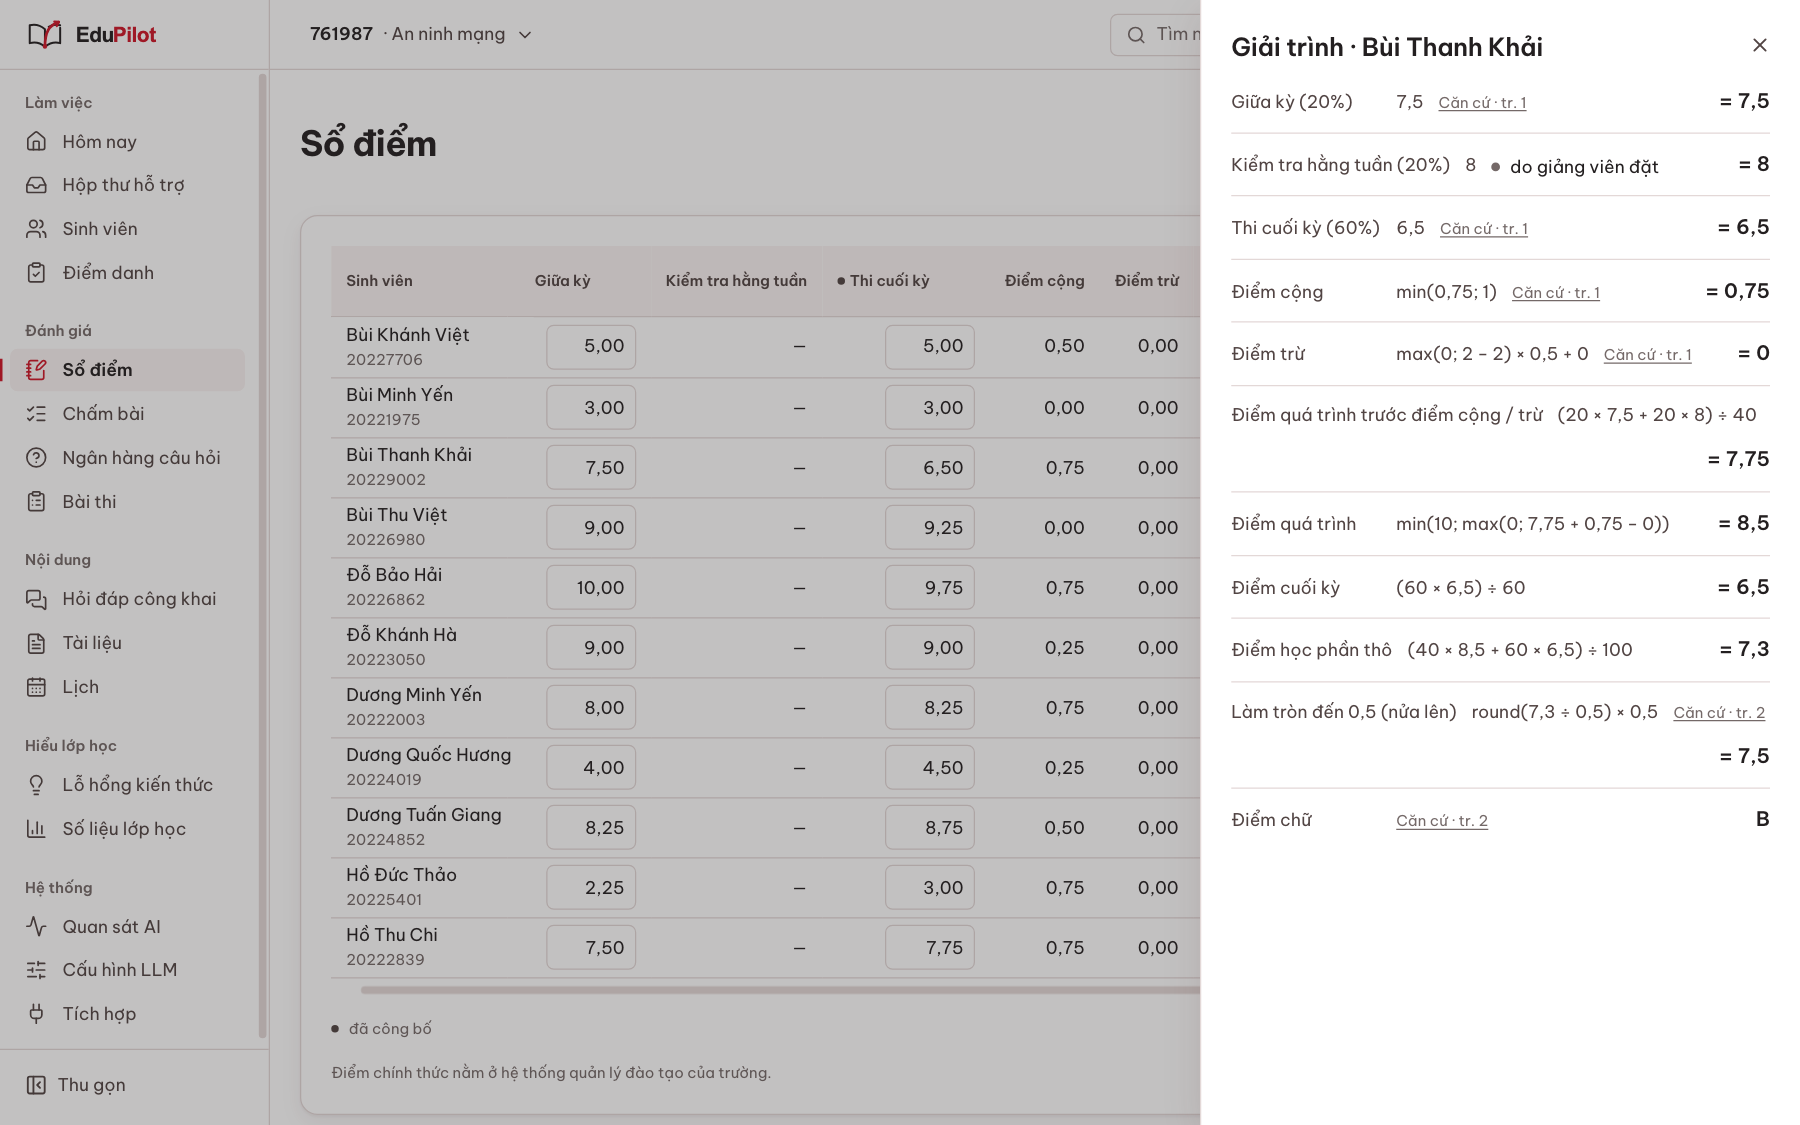 EduPilot
761987 · An ninh mạng
Tìm n
Làm việc
Hôm nay
Hộp thư hỗ trợ
Sinh viên
Điểm danh
Đánh giá
Sổ điểm
Chấm bài
Ngân hàng câu hỏi
Bài thi
Nội dung
Hỏi đáp công khai
Tài liệu
Lịch
Hiểu lớp học
Lỗ hổng kiến thức
Số liệu lớp học
Hệ thống
Quan sát AI
Cấu hình LLM
Tích hợp
Thu gọn
Sổ điểm
Sinh viên Giữa kỳ Kiểm tra hằng tuần Thi cuối kỳ Điểm cộng Điểm trừ
Bùi Khánh Việt 5,00 – 5,00 0,50 0,00
20227706
Bùi Minh Yến 3,00 – 3,00 0,00 0,00
20221975
Bùi Thanh Khải 7,50 – 6,50 0,75 0,00
20229002
Bùi Thu Việt 9,00 – 9,25 0,00 0,00
20226980
Đỗ Bảo Hải 10,00 – 9,75 0,75 0,00
20226862
Đỗ Khánh Hà 9,00 – 9,00 0,25 0,00
20223050
Dương Minh Yến 8,00 – 8,25 0,75 0,00
20222003
Dương Quốc Hương 4,00 – 4,50 0,25 0,00
20224019
Dương Tuấn Giang 8,25 – 8,75 0,50 0,00
20224852
Hồ Đức Thảo 2,25 – 3,00 0,75 0,00
20225401
Hồ Thu Chi 7,50 – 7,75 0,75 0,00
20222839
đã công bố
Điểm chính thức nằm ở hệ thống quản lý đào tạo của trường.
Giải trình · Bùi Thanh Khải
Giữa kỳ (20%) 7,5 Căn cứ · tr. 1 = 7,5
Kiểm tra hằng tuần (20%) 8 do giảng viên đặt = 8
Thi cuối kỳ (60%) 6,5 Căn cứ · tr. 1 = 6,5
Điểm cộng min(0,75; 1) Căn cứ · tr. 1 = 0,75
Điểm trừ max(0; 2 − 2) × 0,5 + 0 Căn cứ · tr. 1 = 0
Điểm quá trình trước điểm cộng / trừ (20 × 7,5 + 20 × 8) ÷ 40
= 7,75
Điểm quá trình min(10; max(0; 7,75 + 0,75 − 0)) = 8,5
Điểm cuối kỳ (60 × 6,5) ÷ 60 = 6,5
Điểm học phần thô (40 × 8,5 + 60 × 6,5) ÷ 100 = 7,3
Làm tròn đến 0,5 (nửa lên) round(7,3 ÷ 0,5) × 0,5 Căn cứ · tr. 2
= 7,5
Điểm chữ Căn cứ · tr. 2 B